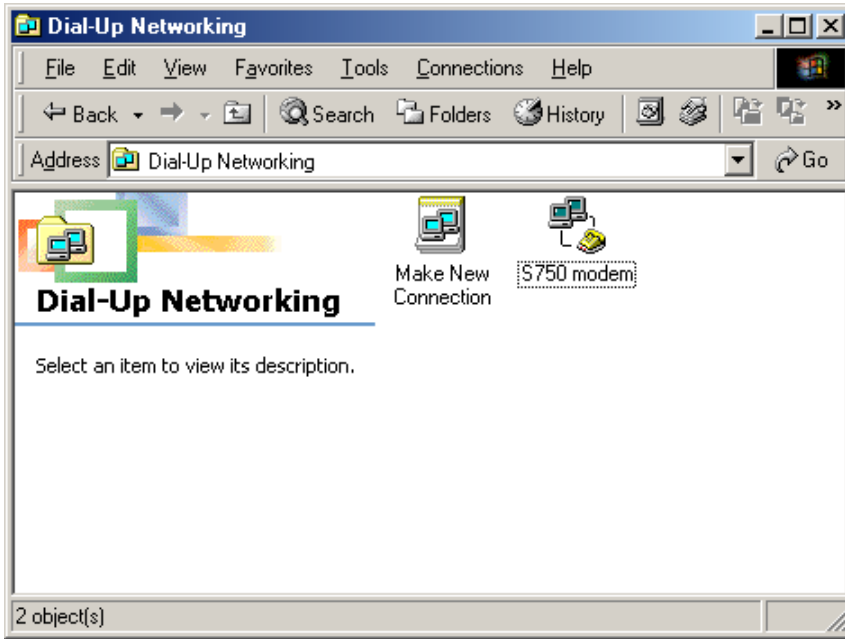 Dial-Up Networking
File Edit View Favorites Tools Connections Help
Back Search Folders History »
Address Dial-Up Networking Go
Make New
Connection
S750 modem
Dial-Up Networking
Select an item to view its description.
2 object(s)